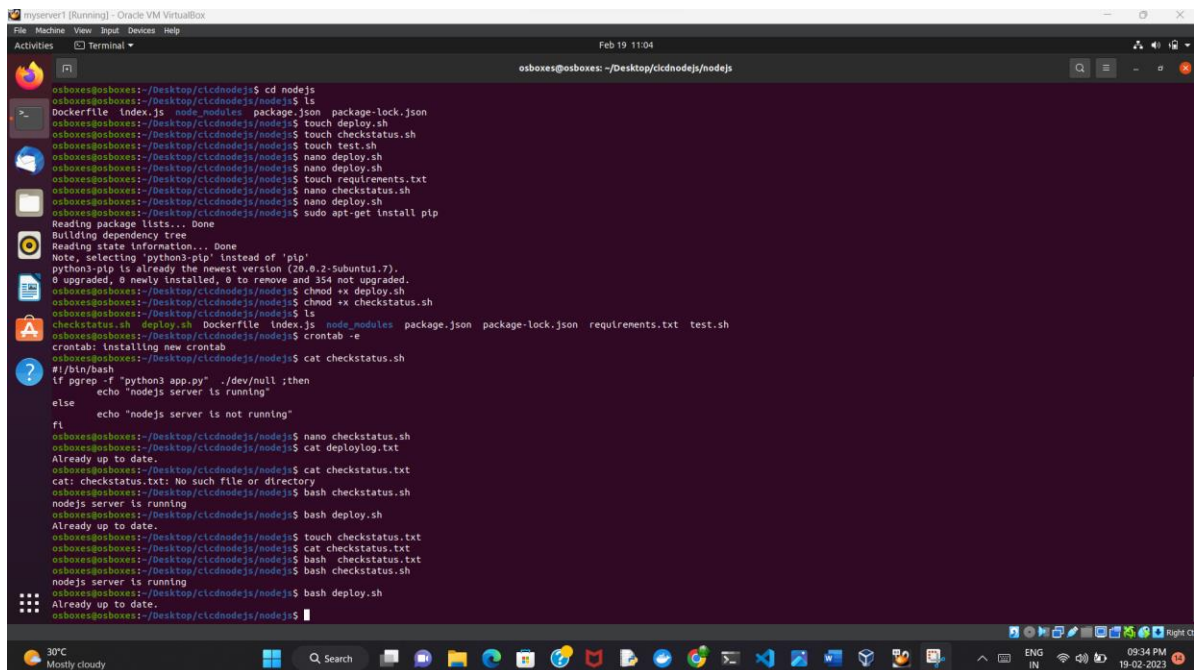 myserver1 [Running] - Oracle VM VirtualBox
File Machine View Input Devices Help
Activities Terminal Feb 19 11:04
osboxes@osboxes: ~/Desktop/cicdnodejs/nodejs
osboxes@osboxes:~/Desktop/cicdnodejs$ cd nodejs
osboxes@osboxes:~/Desktop/cicdnodejs/nodejs$ ls
Dockerfile index.js node_modules package.json package-lock.json
osboxes@osboxes:~/Desktop/cicdnodejs/nodejs$ touch deploy.sh
osboxes@osboxes:~/Desktop/cicdnodejs/nodejs$ touch checkstatus.sh
osboxes@osboxes:~/Desktop/cicdnodejs/nodejs$ touch test.sh
osboxes@osboxes:~/Desktop/cicdnodejs/nodejs$ nano deploy.sh
osboxes@osboxes:~/Desktop/cicdnodejs/nodejs$ nano deploy.sh
osboxes@osboxes:~/Desktop/cicdnodejs/nodejs$ touch requirements.txt
osboxes@osboxes:~/Desktop/cicdnodejs/nodejs$ nano checkstatus.sh
osboxes@osboxes:~/Desktop/cicdnodejs/nodejs$ nano deploy.sh
osboxes@osboxes:~/Desktop/cicdnodejs/nodejs$ sudo apt-get install pip
Reading package lists... Done
Building dependency tree
Reading state information... Done
Note, selecting 'python3-pip' instead of 'pip'
python3-pip is already the newest version (20.0.2-5ubuntu1.7).
0 upgraded, 0 newly installed, 0 to remove and 354 not upgraded.
osboxes@osboxes:~/Desktop/cicdnodejs/nodejs$ chmod +x deploy.sh
osboxes@osboxes:~/Desktop/cicdnodejs/nodejs$ chmod +x checkstatus.sh
osboxes@osboxes:~/Desktop/cicdnodejs/nodejs$ ls
checkstatus.sh deploy.sh Dockerfile index.js node_modules package.json package-lock.json requirements.txt test.sh
osboxes@osboxes:~/Desktop/cicdnodejs/nodejs$ crontab -e
crontab: installing new crontab
osboxes@osboxes:~/Desktop/cicdnodejs/nodejs$ cat checkstatus.sh
#!/bin/bash
if pgrep -f "python3 app.py" ./dev/null ;then
echo "nodejs server is running"
else
echo "nodejs server is not running"
fi
osboxes@osboxes:~/Desktop/cicdnodejs/nodejs$ nano checkstatus.sh
osboxes@osboxes:~/Desktop/cicdnodejs/nodejs$ cat deploylog.txt
Already up to date.
osboxes@osboxes:~/Desktop/cicdnodejs/nodejs$ cat checkstatus.txt
cat: checkstatus.txt: No such file or directory
osboxes@osboxes:~/Desktop/cicdnodejs/nodejs$ bash checkstatus.sh
nodejs server is running
osboxes@osboxes:~/Desktop/cicdnodejs/nodejs$ bash deploy.sh
Already up to date.
osboxes@osboxes:~/Desktop/cicdnodejs/nodejs$ touch checkstatus.txt
osboxes@osboxes:~/Desktop/cicdnodejs/nodejs$ cat checkstatus.txt
osboxes@osboxes:~/Desktop/cicdnodejs/nodejs$ bash  checkstatus.txt
osboxes@osboxes:~/Desktop/cicdnodejs/nodejs$ bash checkstatus.sh
nodejs server is running
osboxes@osboxes:~/Desktop/cicdnodejs/nodejs$ bash deploy.sh
Already up to date.
osboxes@osboxes:~/Desktop/cicdnodejs/nodejs$
Right Ct
30°C
Mostly cloudy
Search
ENG
IN
09:34 PM
19-02-2023